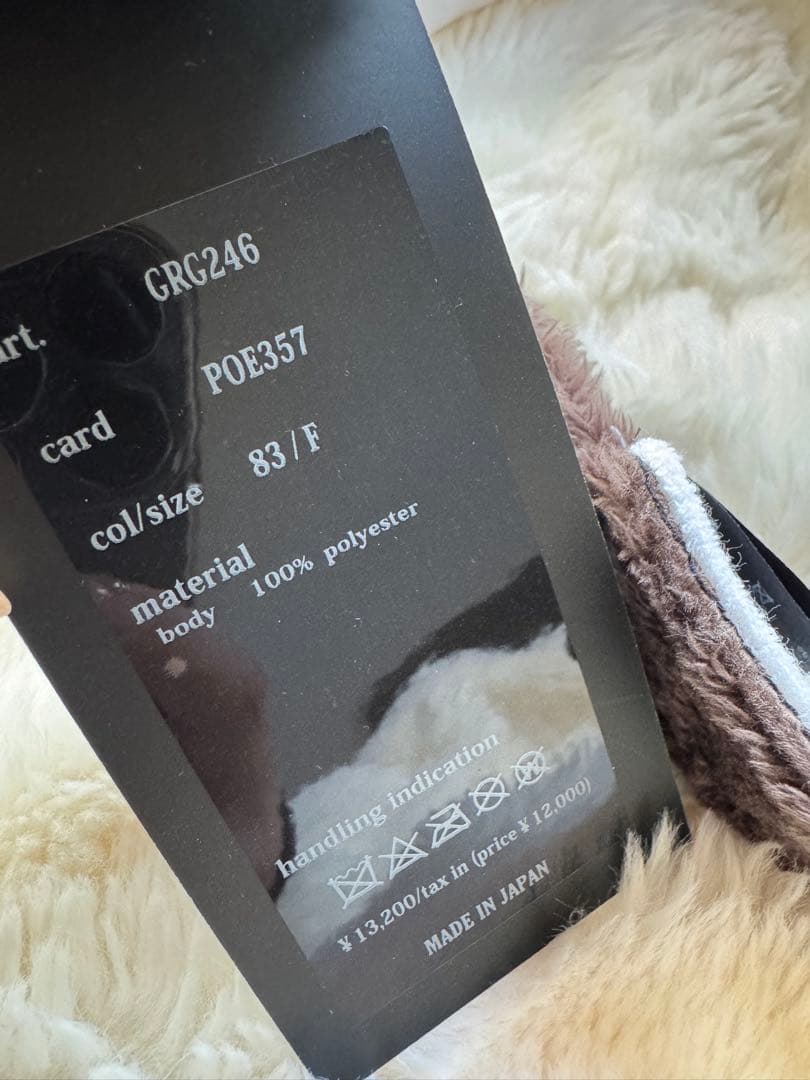 art. GRG246
card POE357
col/size 83/F
material
body 100% polyester
handling indication
¥13,200/tax in (price ¥12,000)
MADE IN JAPAN